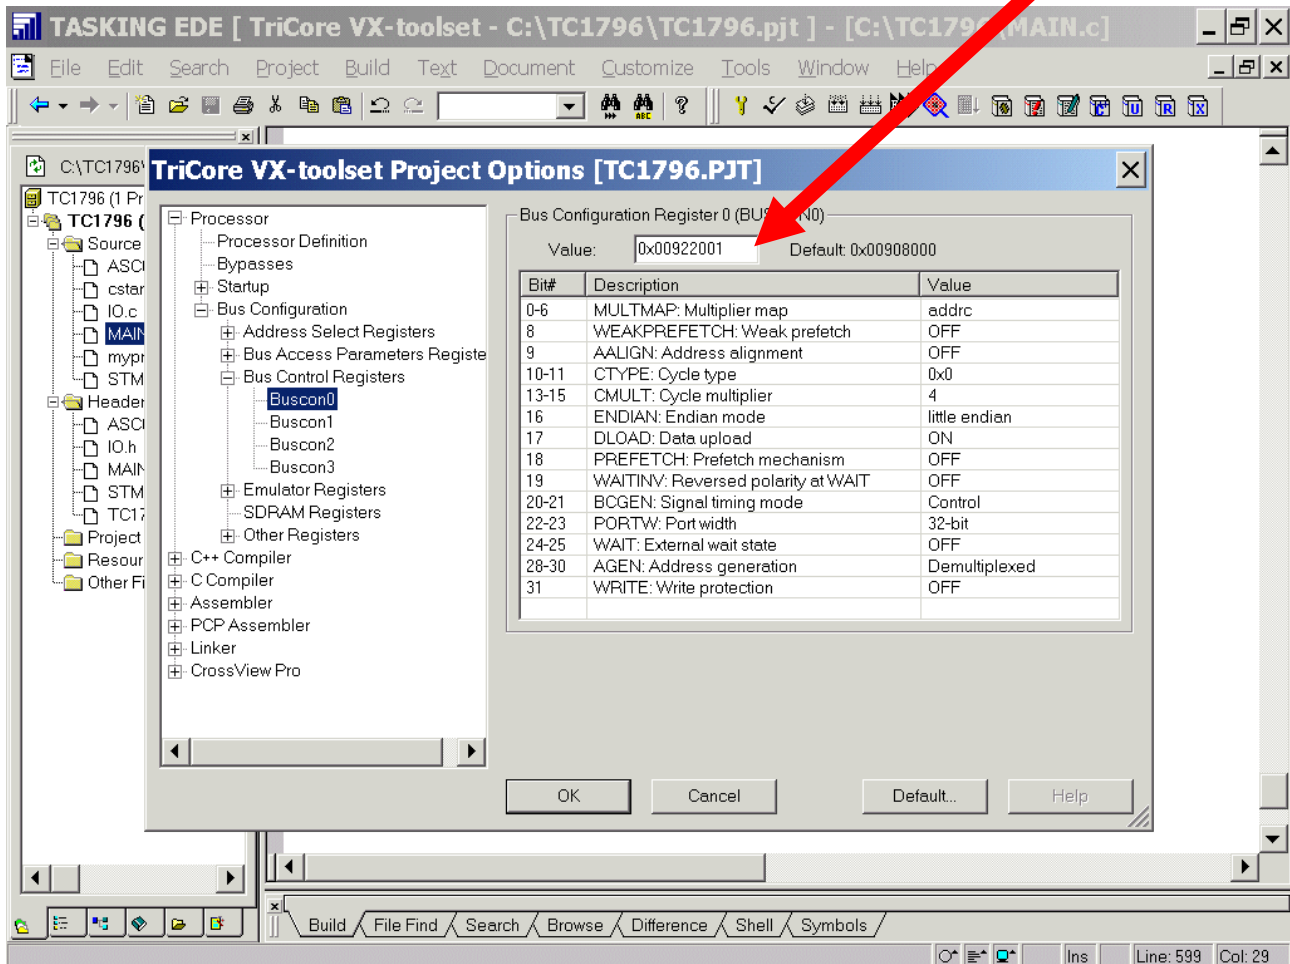 TASKING EDE [ TriCore VX-toolset - C:\TC1796\TC1796.pjt ] - [C:\TC1796\MAIN.c]
File Edit Search Project Build Text Document Customize Tools Window Help
C:\TC1796\
TriCore VX-toolset Project Options [TC1796.PJT]
TC1796 (1 Pr
TC1796 (
Source
ASCI
cstar
IO.c
MAIN
mypr
STM
Header
ASCI
IO.h
MAIN
STM
TC17
Project
Resour
Other Fi
Processor
Processor Definition
Bypasses
Startup
Bus Configuration
Address Select Registers
Bus Access Parameters Registe
Bus Control Registers
Buscon0
Buscon1
Buscon2
Buscon3
Emulator Registers
SDRAM Registers
Other Registers
C++ Compiler
C Compiler
Assembler
PCP Assembler
Linker
CrossView Pro
Bus Configuration Register 0 (BUSCON0)
Value: 0x00922001 Default: 0x00908000
Bit# Description Value
0-6 MULTMAP: Multiplier map addrc
8 WEAKPREFETCH: Weak prefetch OFF
9 AALIGN: Address alignment OFF
10-11 CTYPE: Cycle type 0x0
13-15 CMULT: Cycle multiplier 4
16 ENDIAN: Endian mode little endian
17 DLOAD: Data upload ON
18 PREFETCH: Prefetch mechanism OFF
19 WAITINV: Reversed polarity at WAIT OFF
20-21 BCGEN: Signal timing mode Control
22-23 PORTW: Port width 32-bit
24-25 WAIT: External wait state OFF
28-30 AGEN: Address generation Demultiplexed
31 WRITE: Write protection OFF
OK Cancel Default... Help
Build File Find Search Browse Difference Shell Symbols
Ins Line: 599 Col: 29